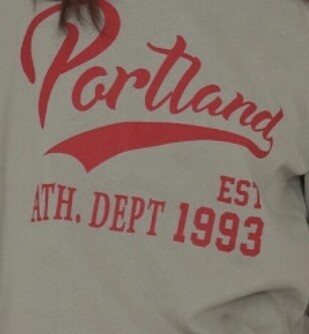 Portland
EST
ATH. DEPT 1993